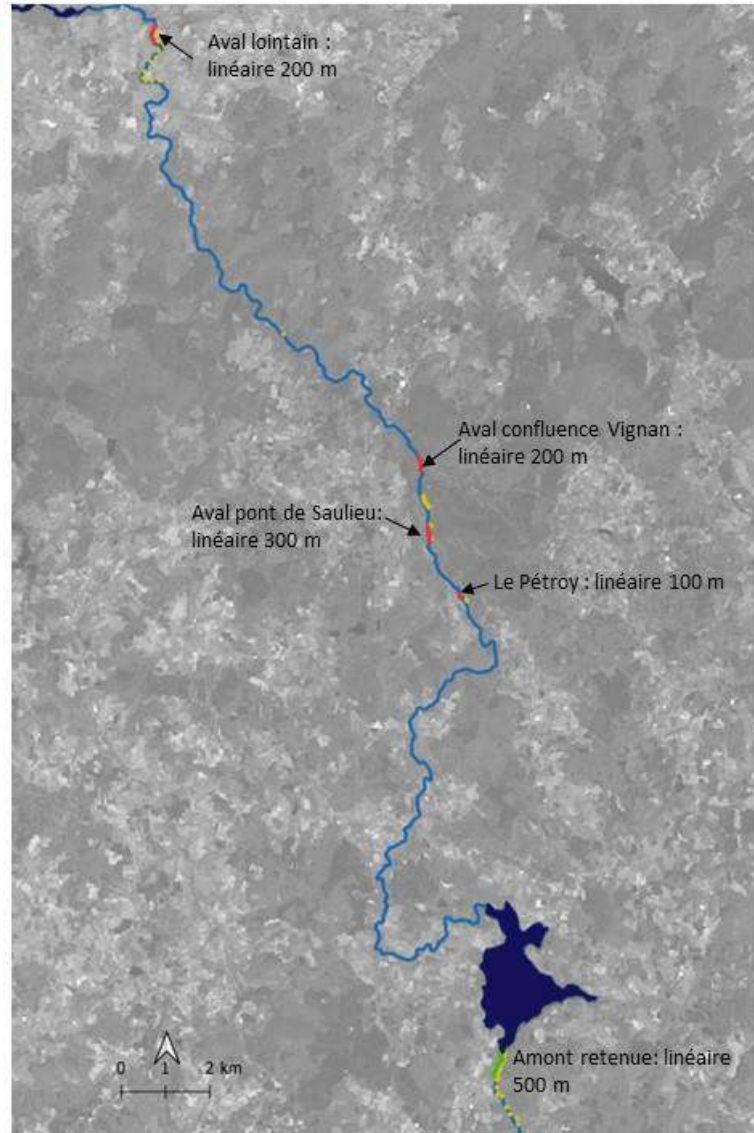 Aval lointain :
linéaire 200 m
Aval confluence Vignan :
linéaire 200 m
Aval pont de Saulieu:
linéaire 300 m
Le Pétroy : linéaire 100 m
Amont retenue: linéaire
500 m
0 1 2 km